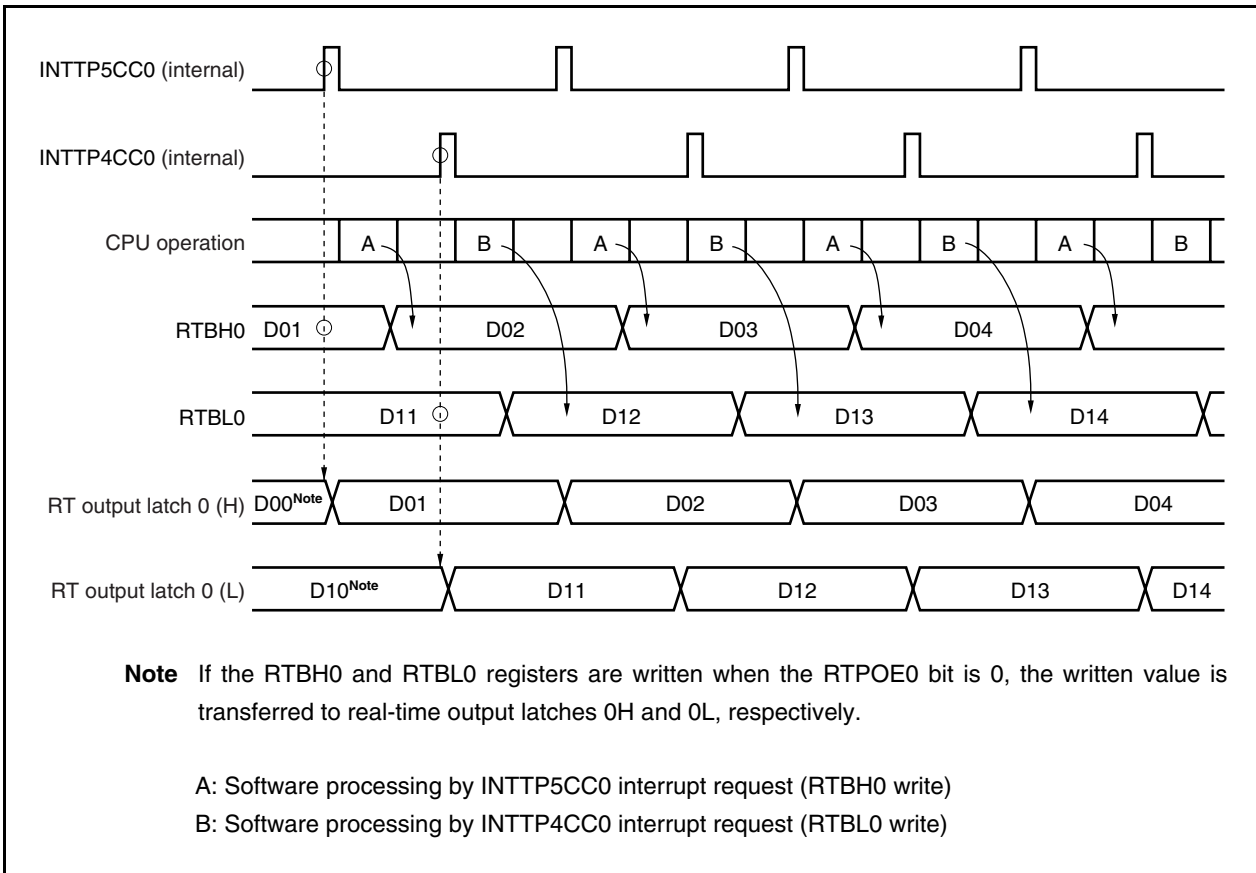 INTTP5CC0 (internal)
INTTP4CC0 (internal)
CPU operation A B A B A B A B
RTBH0 D01 D02 D03 D04
RTBL0 D11 D12 D13 D14
RT output latch 0 (H) D00Note D01 D02 D03 D04
RT output latch 0 (L) D10Note D11 D12 D13 D14
Note If the RTBH0 and RTBL0 registers are written when the RTPOE0 bit is 0, the written value is
transferred to real-time output latches 0H and 0L, respectively.
A: Software processing by INTTP5CC0 interrupt request (RTBH0 write)
B: Software processing by INTTP4CC0 interrupt request (RTBL0 write)